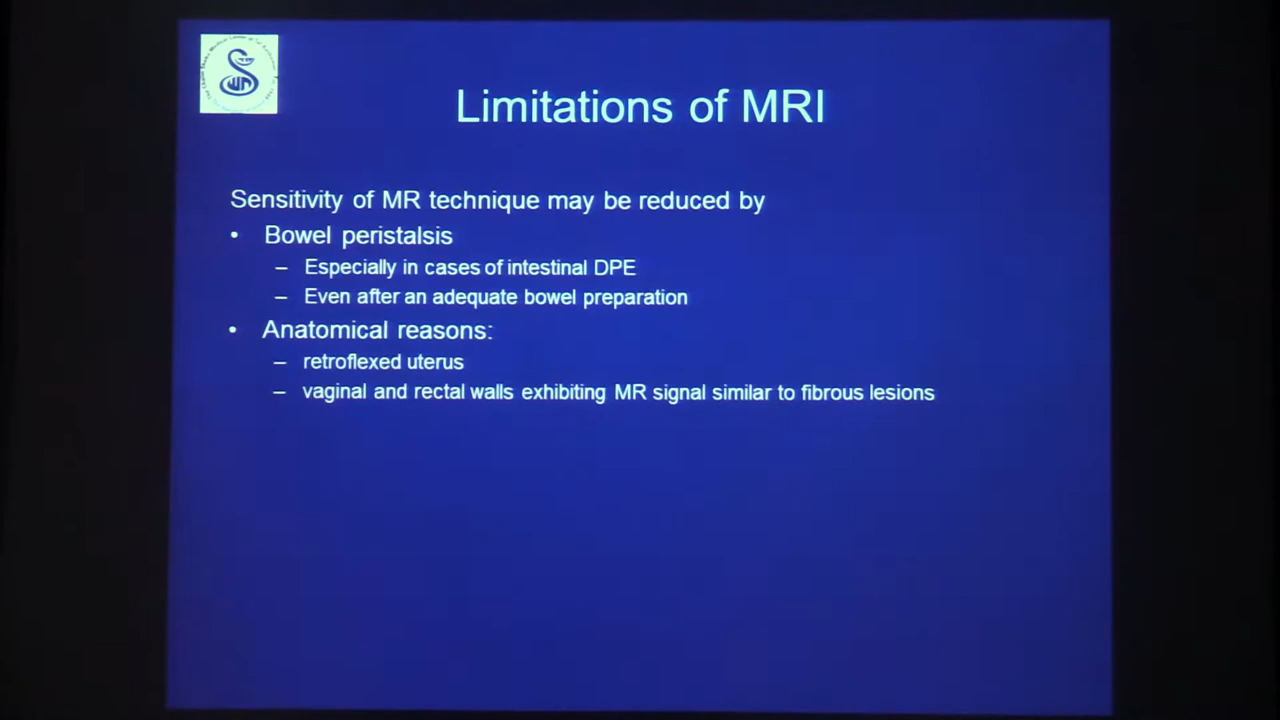 Limitations of MRI
Sensitivity of MR technique may be reduced by
• Bowel peristalsis
– Especially in cases of intestinal DPE
– Even after an adequate bowel preparation
• Anatomical reasons:
– retroflexed uterus
– vaginal and rectal walls exhibiting MR signal similar to fibrous lesions